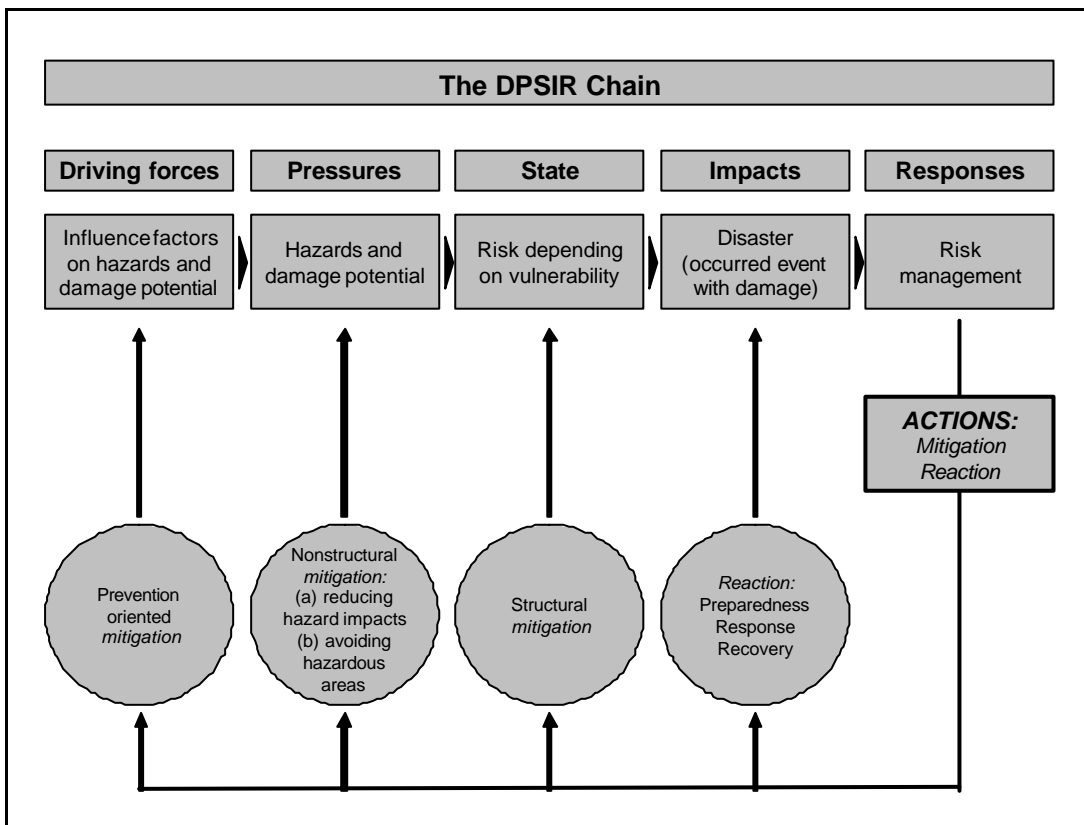 The DPSIR Chain
Driving forces
Pressures
State
Impacts
Responses
Influence factors
on hazards and
damage potential
Hazards and
damage potential
Risk depending
on vulnerability
Disaster
(occurred event
with damage)
Risk
management
ACTIONS:
Mitigation
Reaction
Prevention
oriented
mitigation
Nonstructural
mitigation:
(a) reducing
hazard impacts
(b) avoiding
hazardous
areas
Structural
mitigation
Reaction:
Preparedness
Response
Recovery